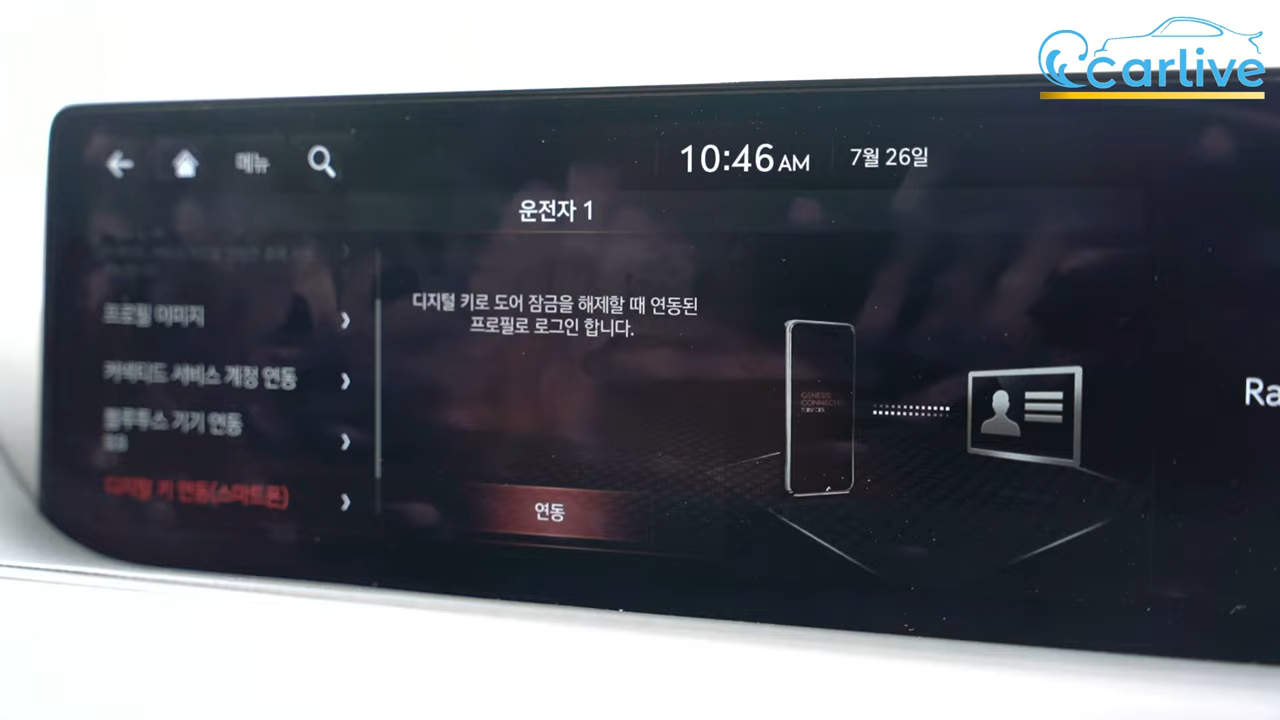 carlive
메뉴
10:46 AM
7월 26일
운전자 1
프로필 이미지
커넥티드 서비스 계정 연동
블루투스 기기 연동
디지털 키 연동(스마트폰)
디지털 키로 도어 잠금을 해제할 때 연동된
프로필로 로그인 합니다.
연동
GENESIS
CONNECTED
SERVICES
Ra